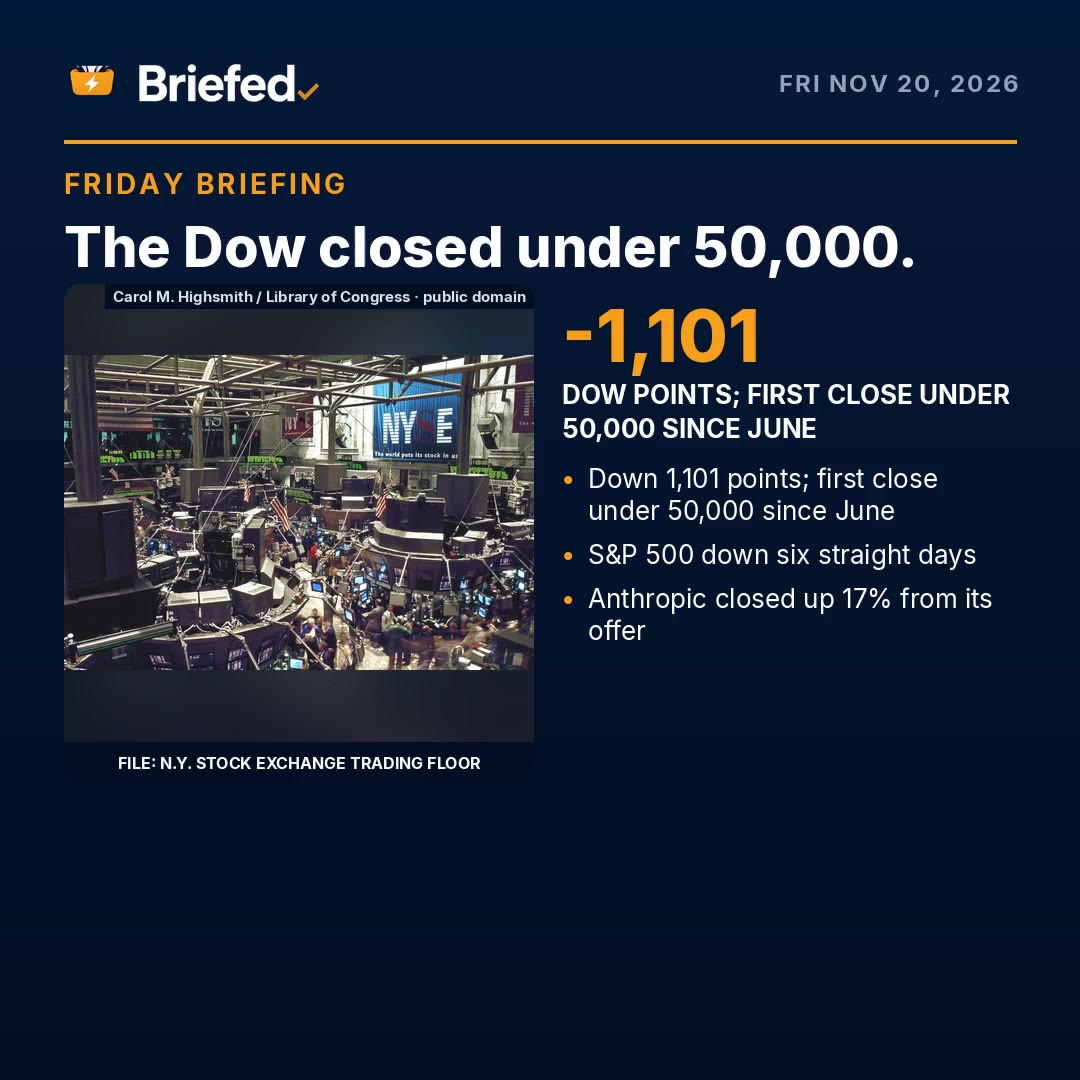 Briefed
FRI NOV 20, 2026
FRIDAY BRIEFING
The Dow closed under 50,000.
Carol M. Highsmith / Library of Congress · public domain
NYSE
The world puts its stock in us
FILE: N.Y. STOCK EXCHANGE TRADING FLOOR
-1,101
DOW POINTS; FIRST CLOSE UNDER
50,000 SINCE JUNE
• Down 1,101 points; first close
under 50,000 since June
• S&P 500 down six straight days
• Anthropic closed up 17% from its
offer